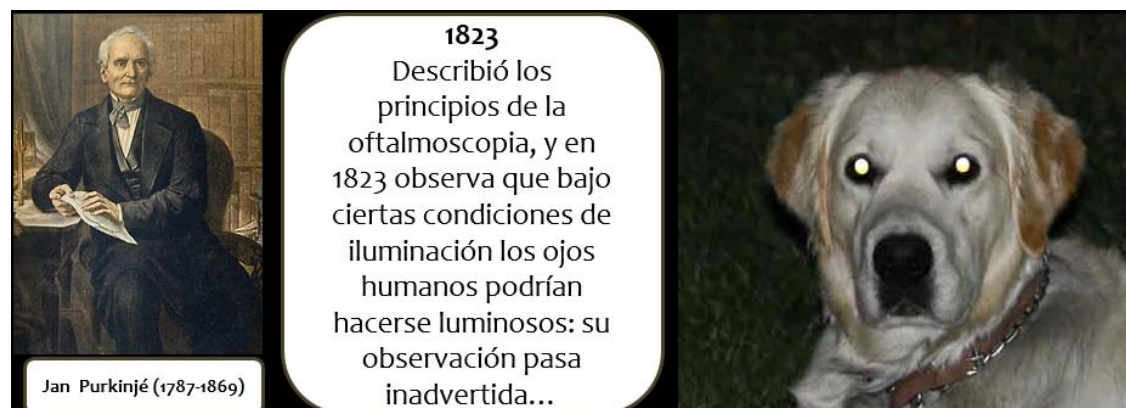 1823
Describió los
principios de la
oftalmoscopia, y en
1823 observa que bajo
ciertas condiciones de
iluminación los ojos
humanos podrían
hacerse luminosos: su
observación pasa
inadvertida...
Jan Purkinjé (1787-1869)